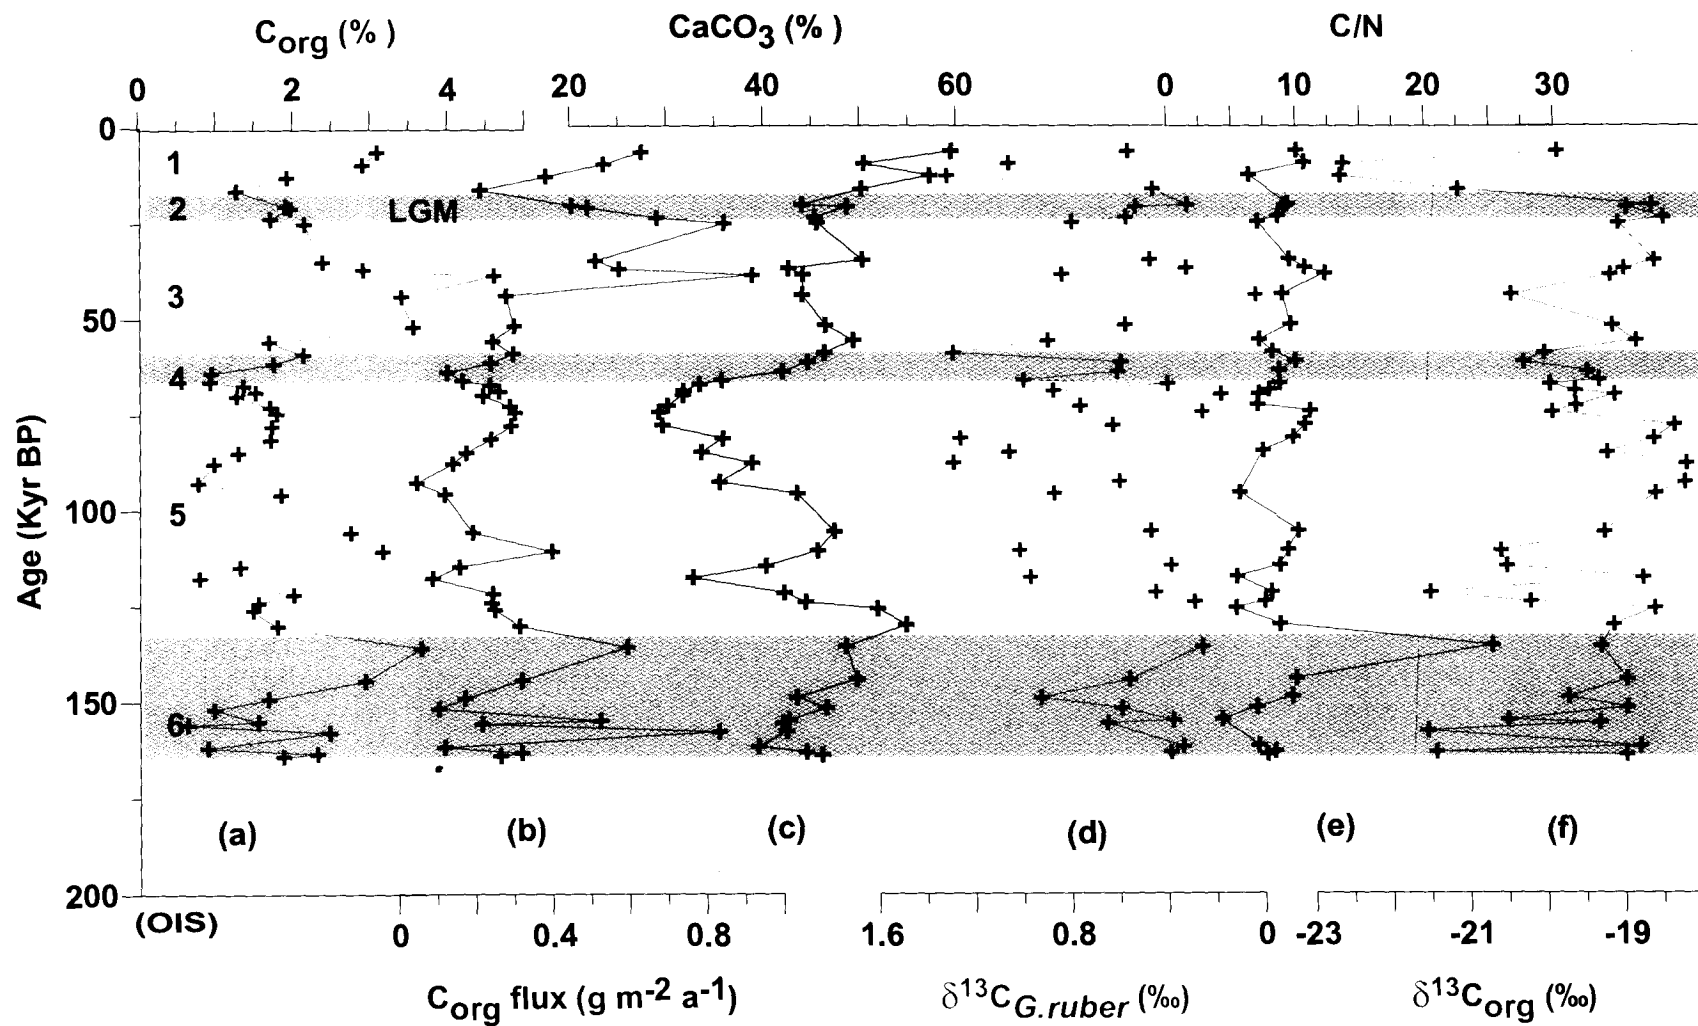 C_org (%) CaCO3 (%) C/N
0 2 4 20 40 60 0 10 20 30
0
1
2 LGM
3
50
4
100 5
150
6
(a) (b) (c) (d) (e) (f)
200
(OIS)
0 0.4 0.8 1.6 0.8 0 -23 -21 -19
C_org flux (g m-2 a-1) δ13C_G.ruber (‰) δ13C_org (‰)
Age (Kyr BP)